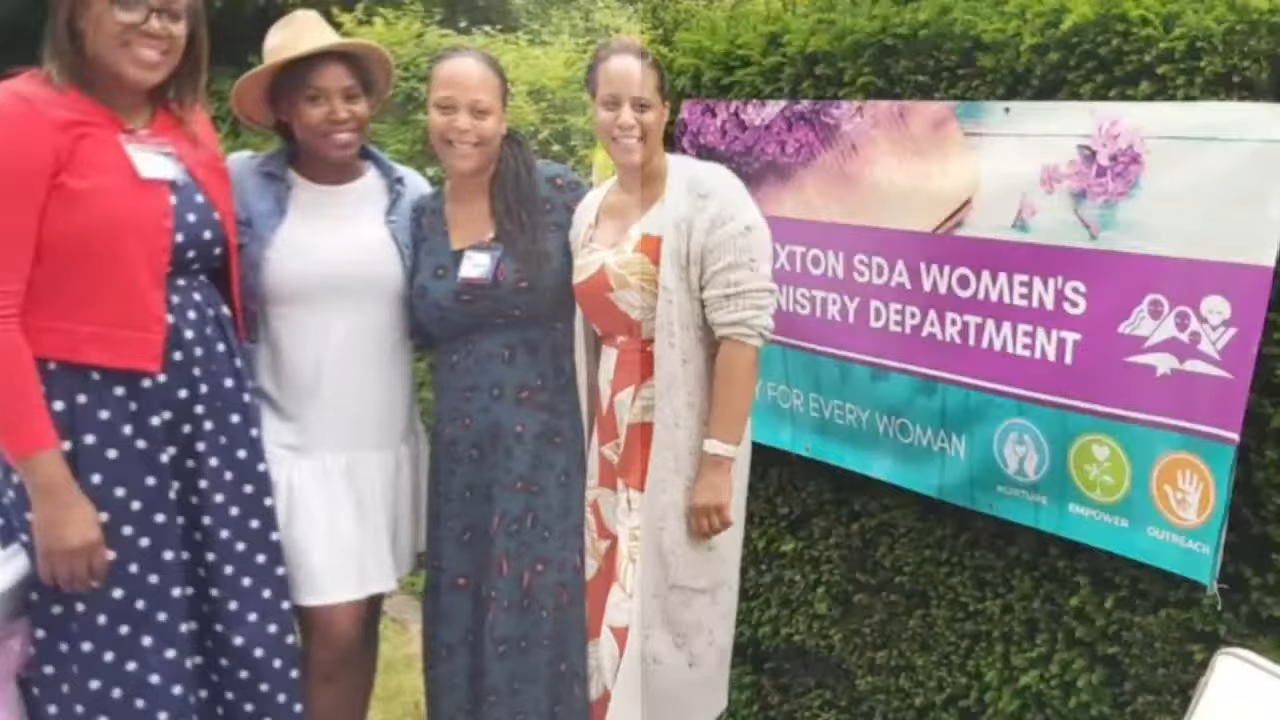 XTON SDA WOMEN'S
NISTRY DEPARTMENT
Y FOR EVERY WOMAN
NURTURE
EMPOWER
OUTREACH